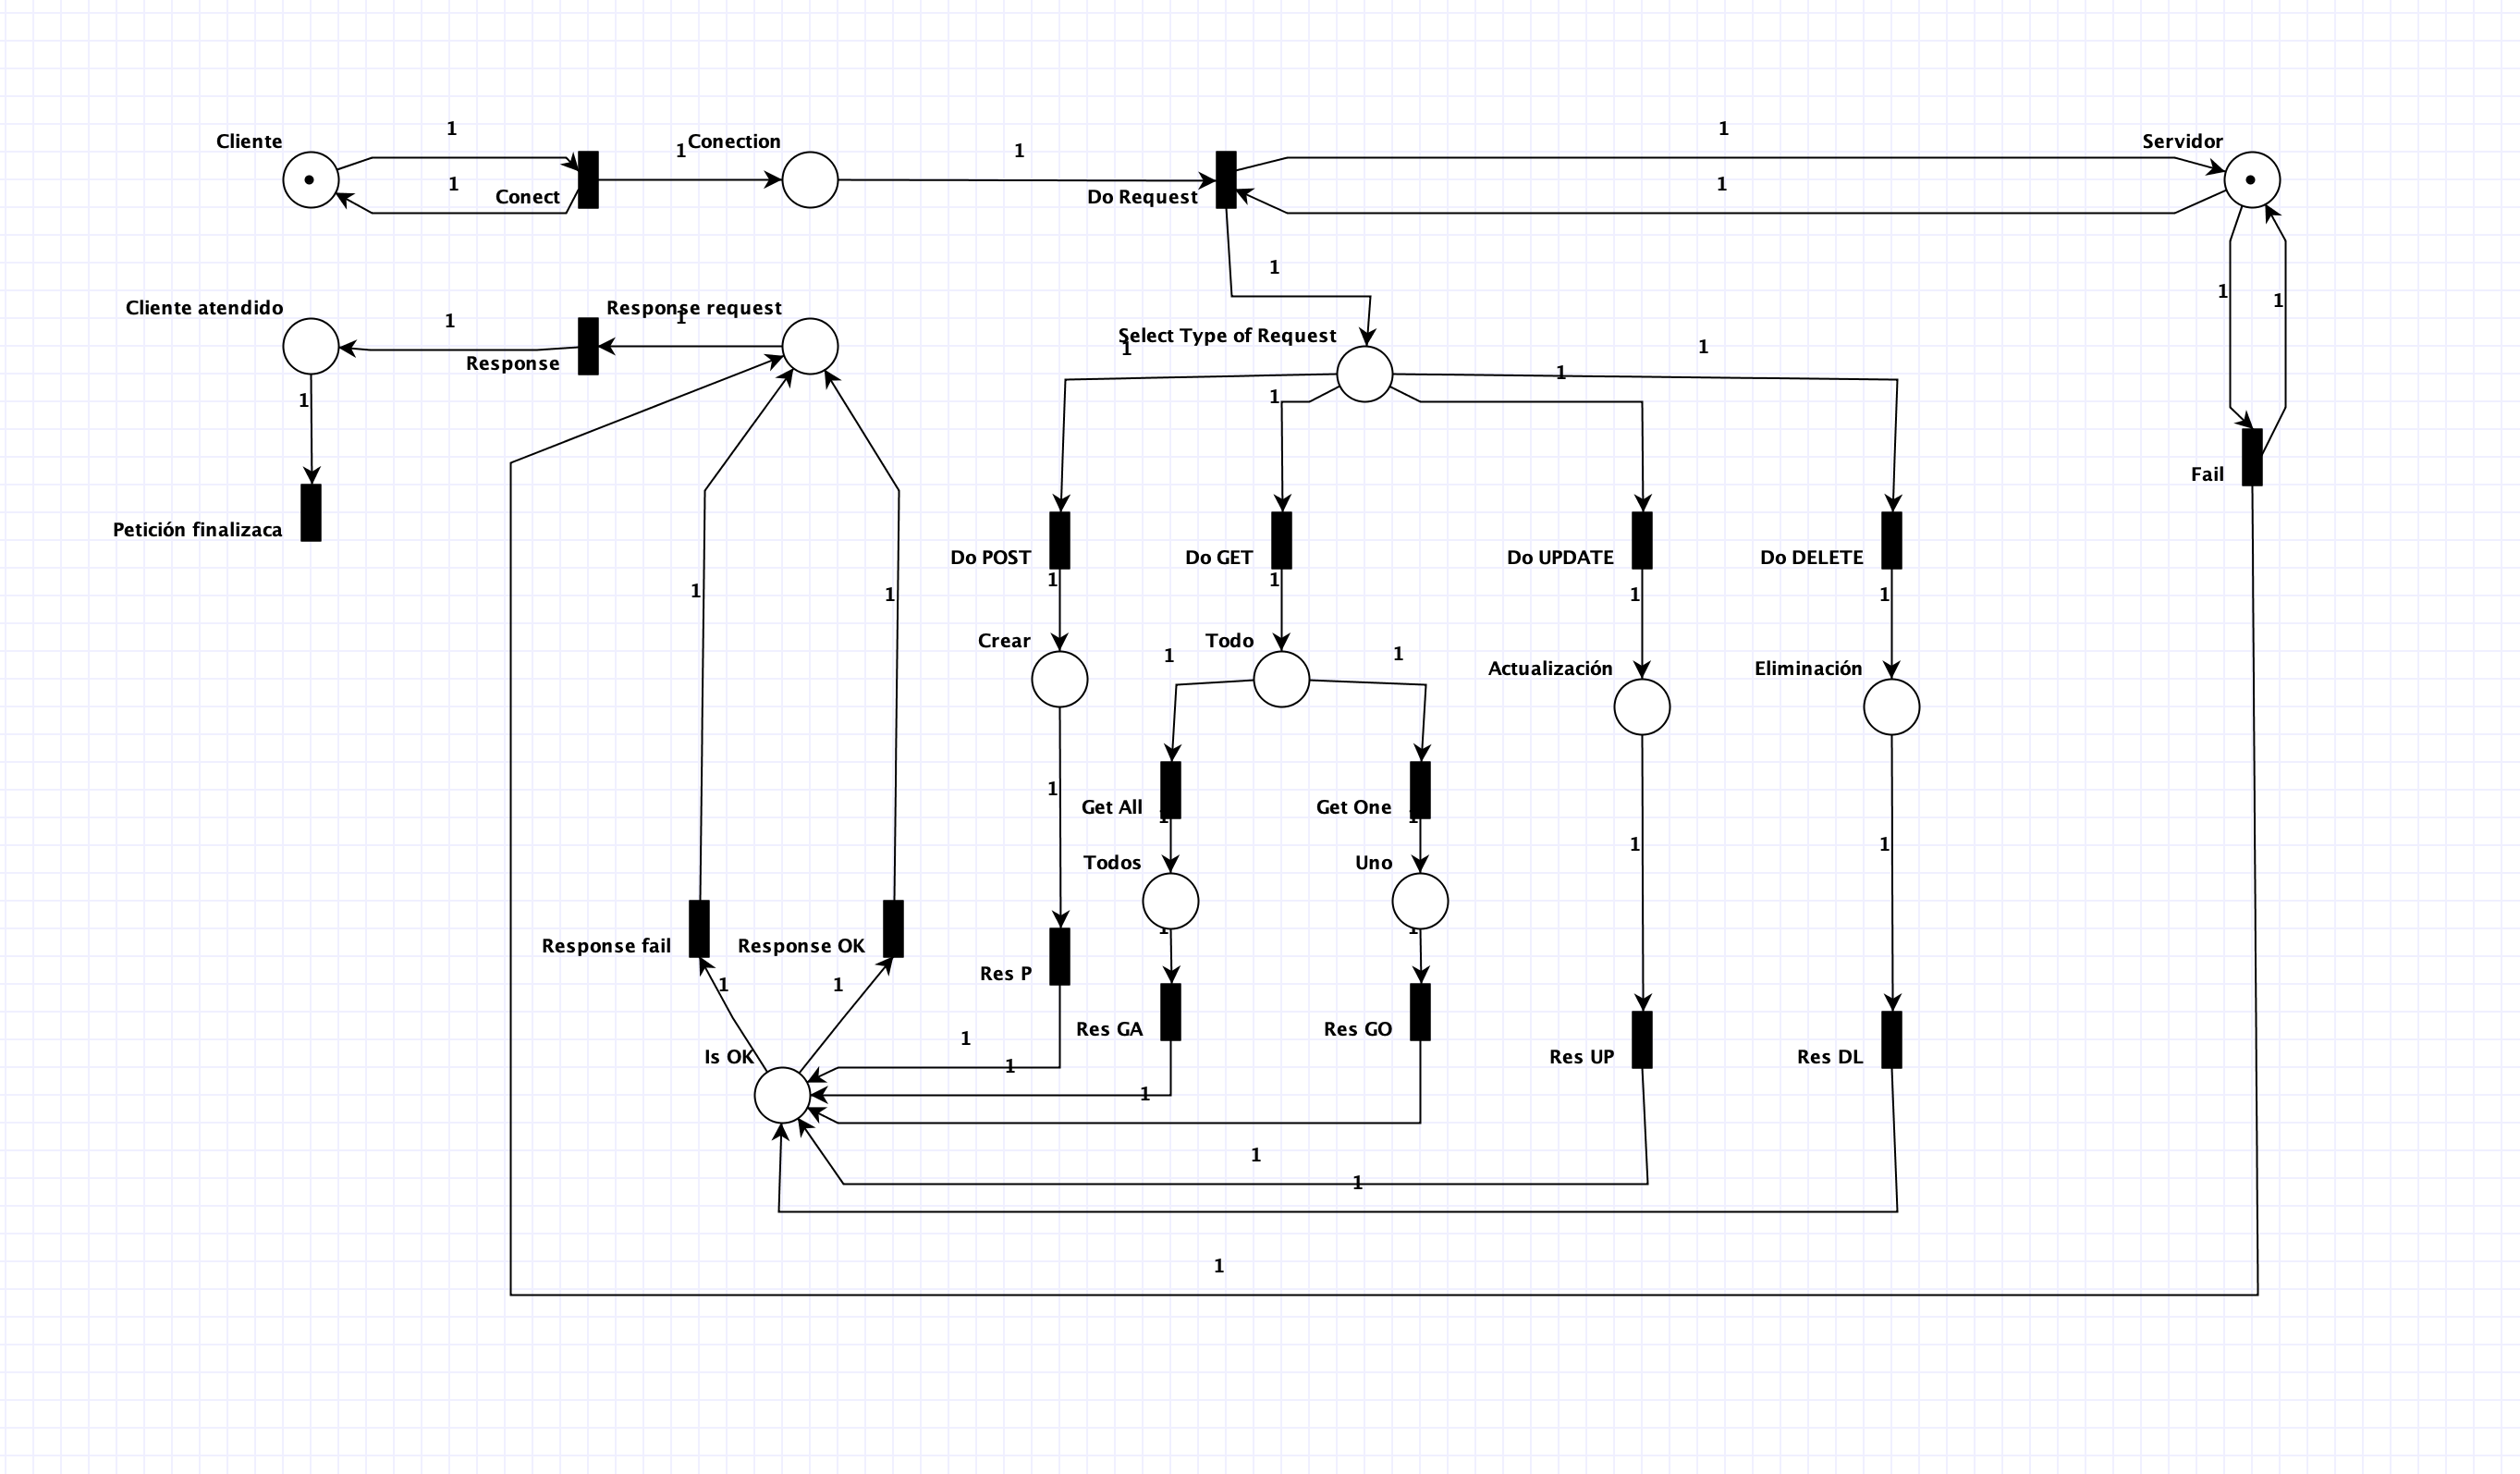 1
1
Cliente
Servidor
1
Conection
1
1
1
Conect
Do Request
1
1
1
Cliente atendido
Response request
1
1
Select Type of Request
1
1
1
Response
1
1
1
Fail
Petición finalizaca
Do POST
Do GET
Do UPDATE
Do DELETE
1
1
1
1
1
1
Crear
Todo
1
1
Actualización
Eliminación
1
Get All
Get One
1
1
1
1
Todos
Uno
1
1
Response fail
Response OK
Res P
1
1
Res GA
Res GO
1
Is OK
Res UP
Res DL
1
1
1
1
1